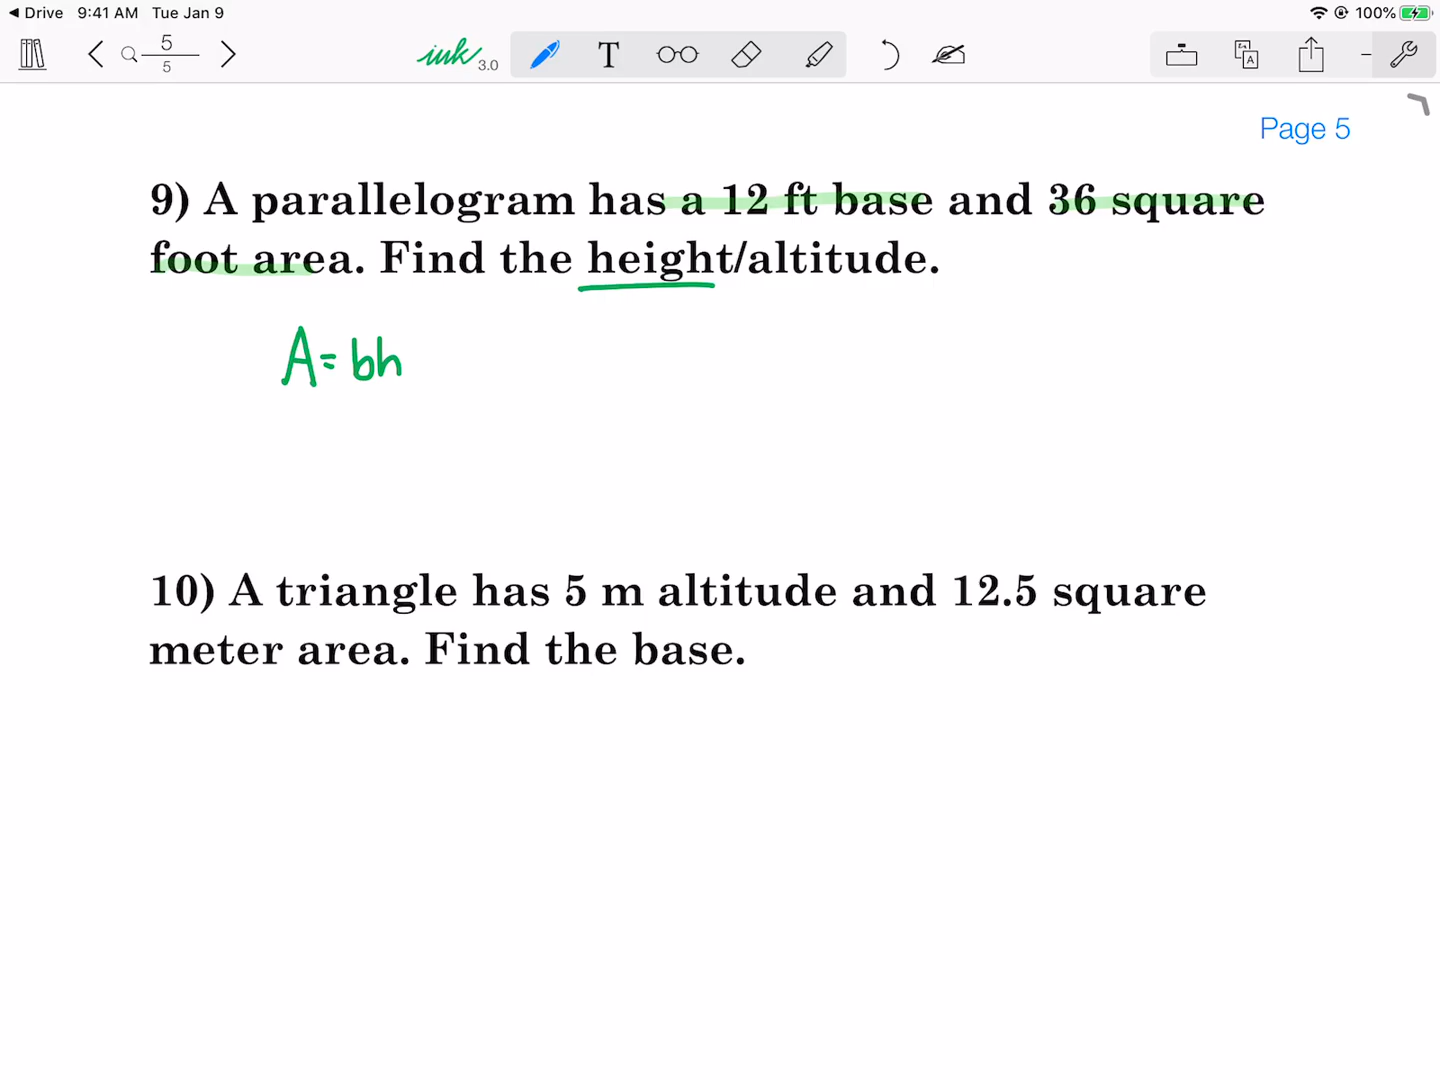 Drive 9:41 AM Tue Jan 9
100%
5
5
ink 3.0
T
A
Page 5
9) A parallelogram has a 12 ft base and 36 square
foot area. Find the height/altitude.
A= bh
10) A triangle has 5 m altitude and 12.5 square
meter area. Find the base.